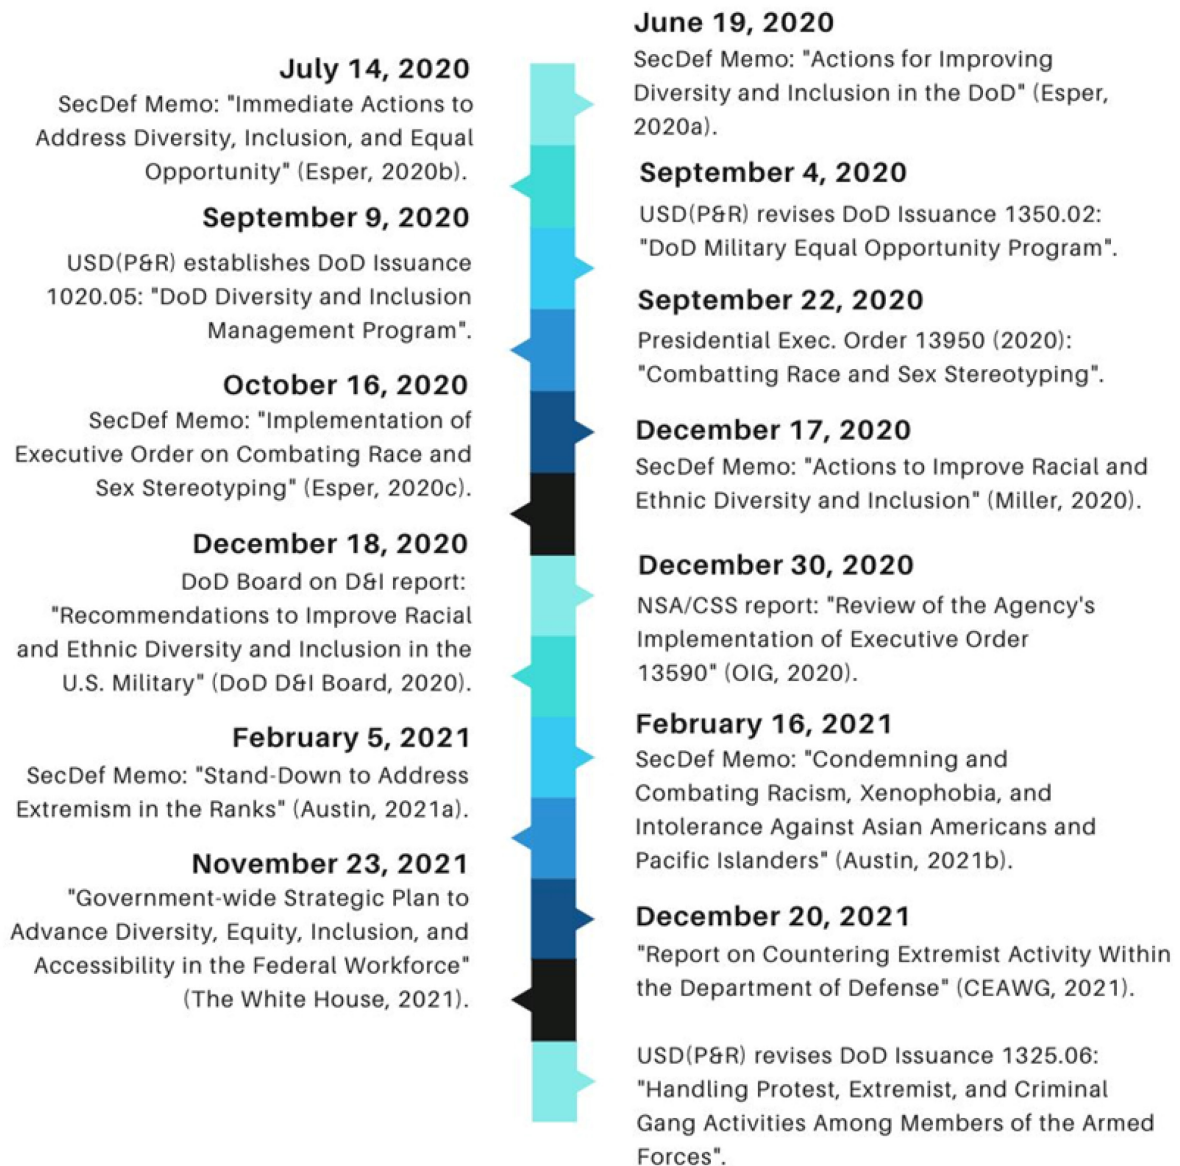 June 19, 2020
SecDef Memo: "Actions for Improving
Diversity and Inclusion in the DoD" (Esper,
2020a).
July 14, 2020
SecDef Memo: "Immediate Actions to
Address Diversity, Inclusion, and Equal
Opportunity" (Esper, 2020b).
September 4, 2020
USD(P&R) revises DoD Issuance 1350.02:
"DoD Military Equal Opportunity Program".
September 9, 2020
USD(P&R) establishes DoD Issuance
1020.05: "DoD Diversity and Inclusion
Management Program".
September 22, 2020
Presidential Exec. Order 13950 (2020):
"Combatting Race and Sex Stereotyping".
October 16, 2020
SecDef Memo: "Implementation of
Executive Order on Combating Race and
Sex Stereotyping" (Esper, 2020c).
December 17, 2020
SecDef Memo: "Actions to Improve Racial and
Ethnic Diversity and Inclusion" (Miller, 2020).
December 18, 2020
DoD Board on D&I report:
"Recommendations to Improve Racial
and Ethnic Diversity and Inclusion in the
U.S. Military" (DoD D&I Board, 2020).
December 30, 2020
NSA/CSS report: "Review of the Agency's
Implementation of Executive Order
13590" (OIG, 2020).
February 5, 2021
SecDef Memo: "Stand-Down to Address
Extremism in the Ranks" (Austin, 2021a).
February 16, 2021
SecDef Memo: "Condemning and
Combating Racism, Xenophobia, and
Intolerance Against Asian Americans and
Pacific Islanders" (Austin, 2021b).
November 23, 2021
"Government-wide Strategic Plan to
Advance Diversity, Equity, Inclusion, and
Accessibility in the Federal Workforce"
(The White House, 2021).
December 20, 2021
"Report on Countering Extremist Activity Within
the Department of Defense" (CEAWG, 2021).
USD(P&R) revises DoD Issuance 1325.06:
"Handling Protest, Extremist, and Criminal
Gang Activities Among Members of the Armed
Forces".